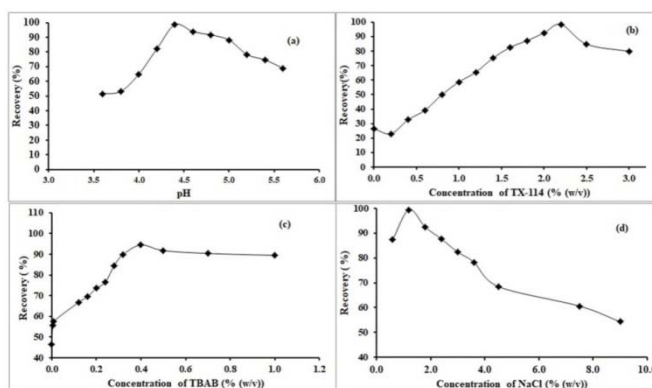 100
90
80
70
60
50
40
30
20
10
0
3.0 3.5 4.0 4.5 5.0 5.5 6.0
Recovery (%)
pH
(a)
100
90
80
70
60
50
40
30
20
10
0
0.0 0.5 1.0 1.5 2.0 2.5 3.0
Recovery(%)
Concentration of TX-114 (% (w/v))
(b)
110
100
90
80
70
60
50
40
0.0 0.2 0.4 0.6 0.8 1.0 1.2
Recovery ( %)
Concentration of TBAB (% (w/v))
(c)
100
90
80
70
60
50
40
0.0 2.0 4.0 6.0 8.0 10.0
Recovery ( %)
Concentration of NaCl (% (w/v))
(d)